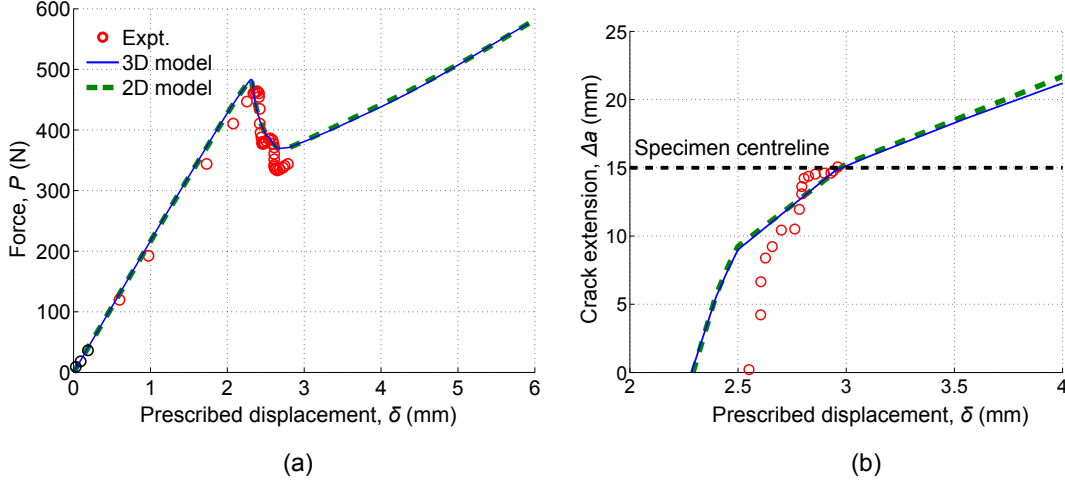 600
500
400
300
200
100
0
0 1 2 3 4 5 6
Force, P (N)
Prescribed displacement, δ (mm)
Expt.
3D model
2D model
(a)
25
20
15
10
5
0
2 2.5 3 3.5 4
Crack extension, Δa (mm)
Prescribed displacement, δ (mm)
Specimen centreline
(b)